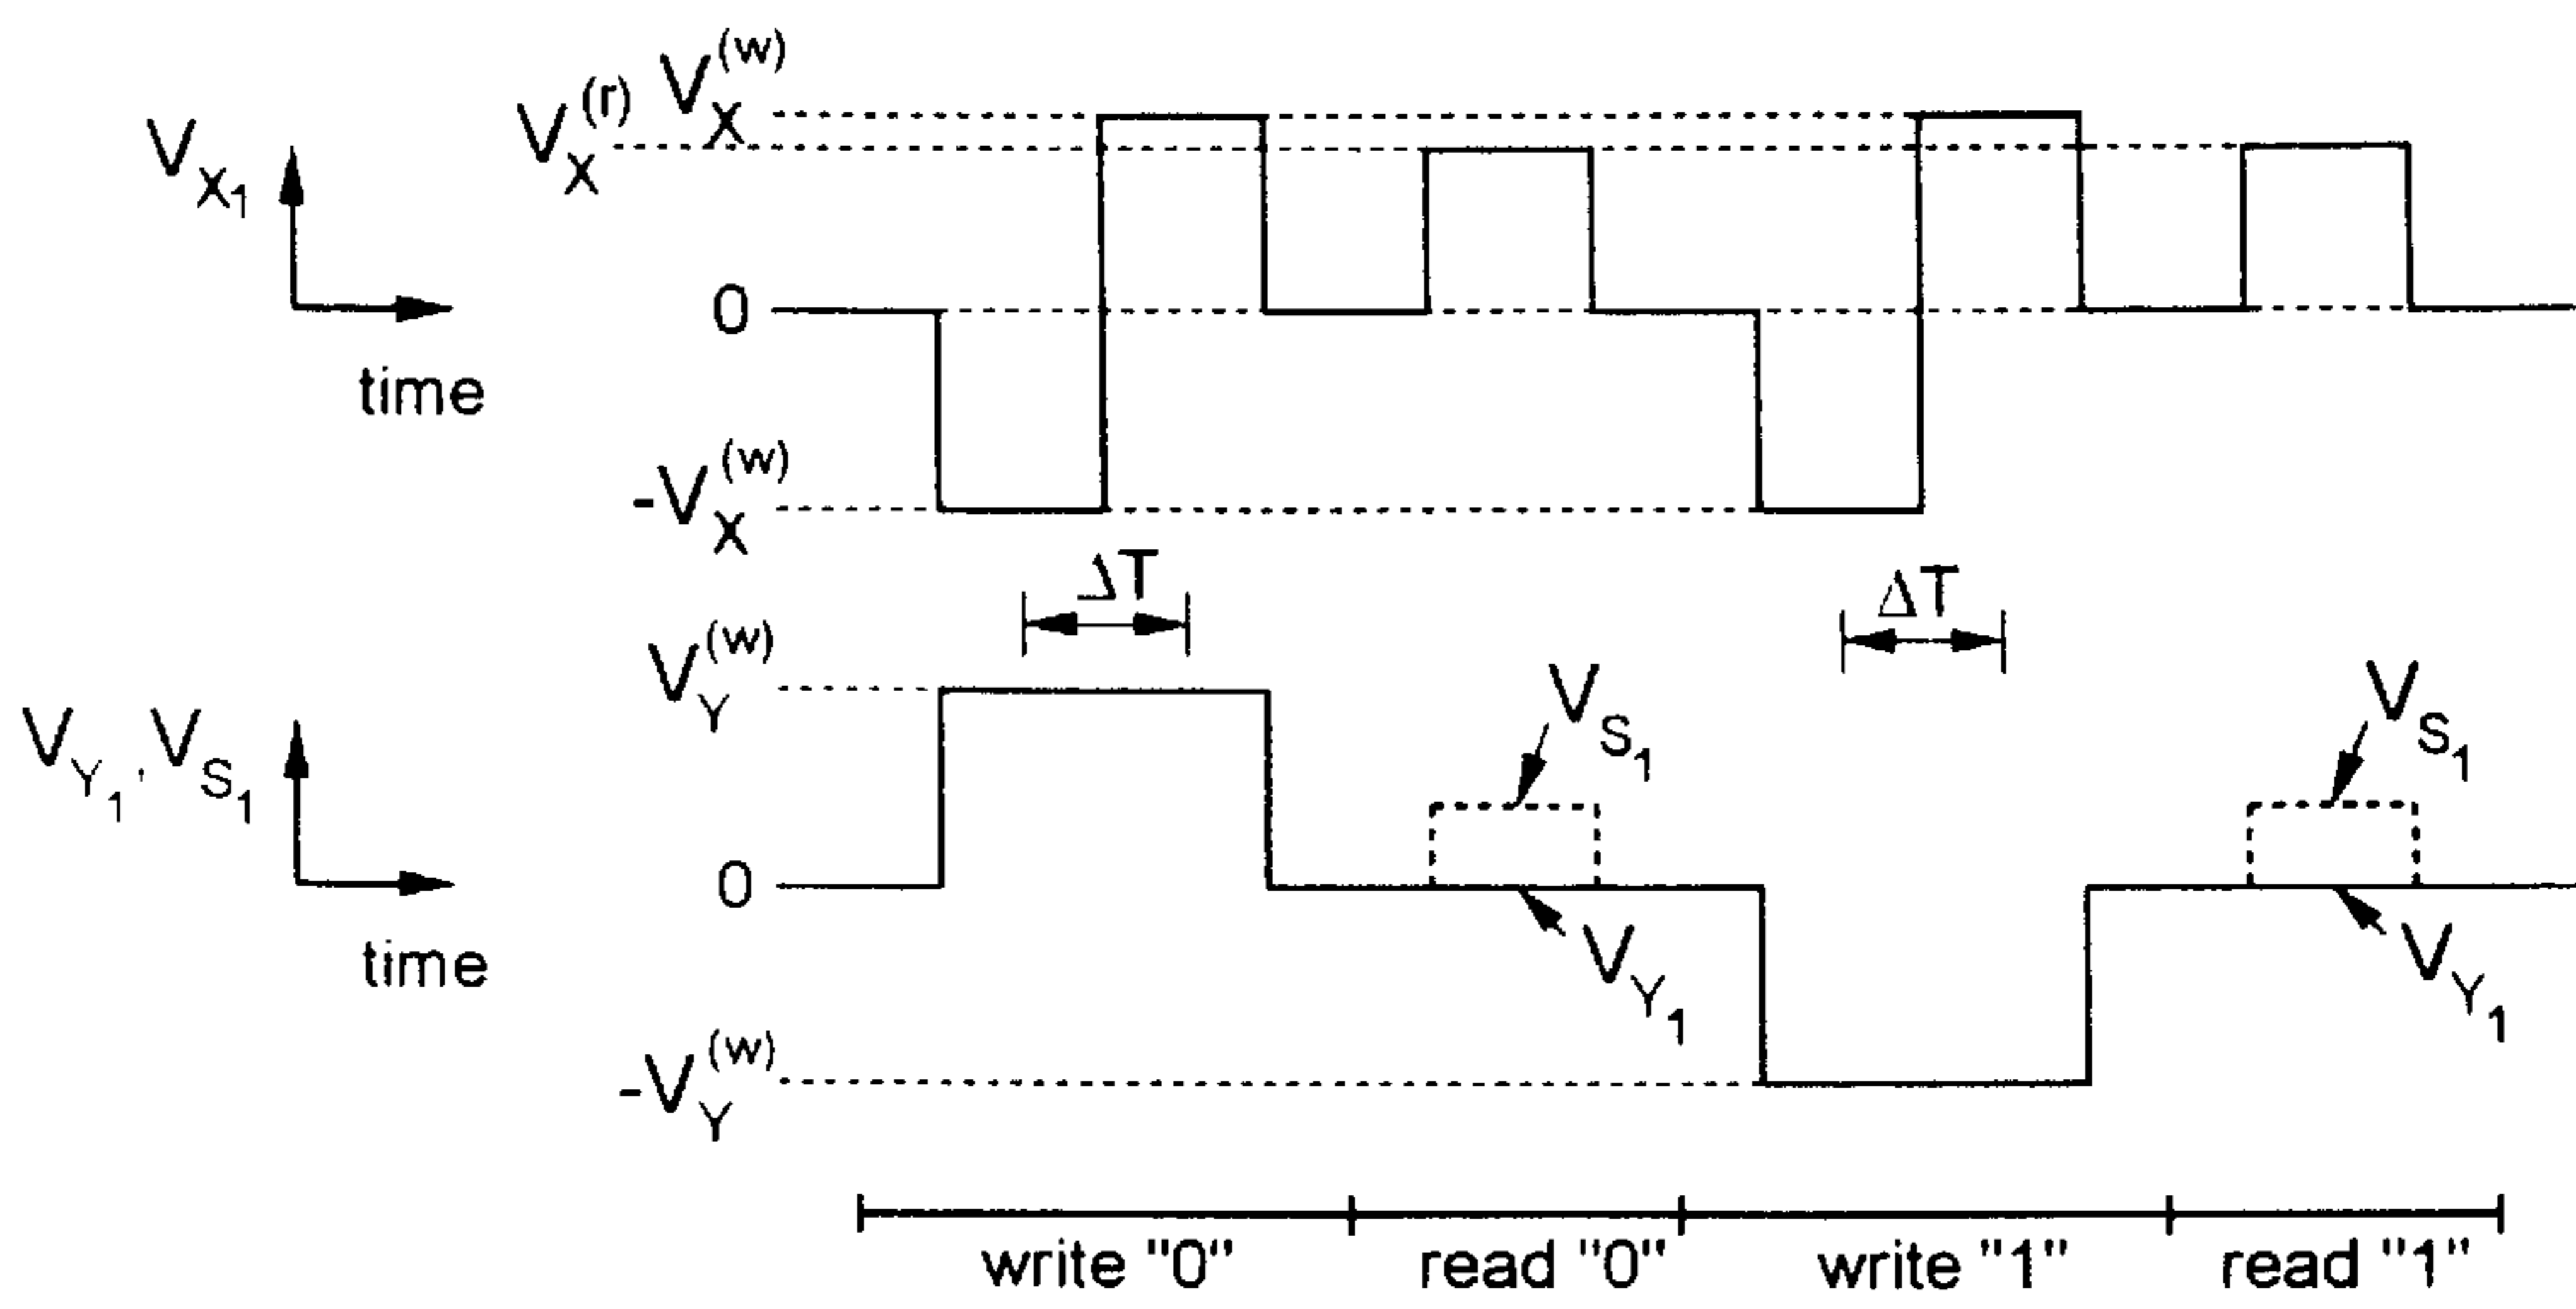 V_X^(w)
V_X^(r)
V_X1
0
time
-V_X^(w)
ΔT ΔT
V_Y^(w)
V_S1 V_S1
V_Y1, V_S1
0
V_Y1 V_Y1
time
-V_Y^(w)
write "0" read "0" write "1" read "1"